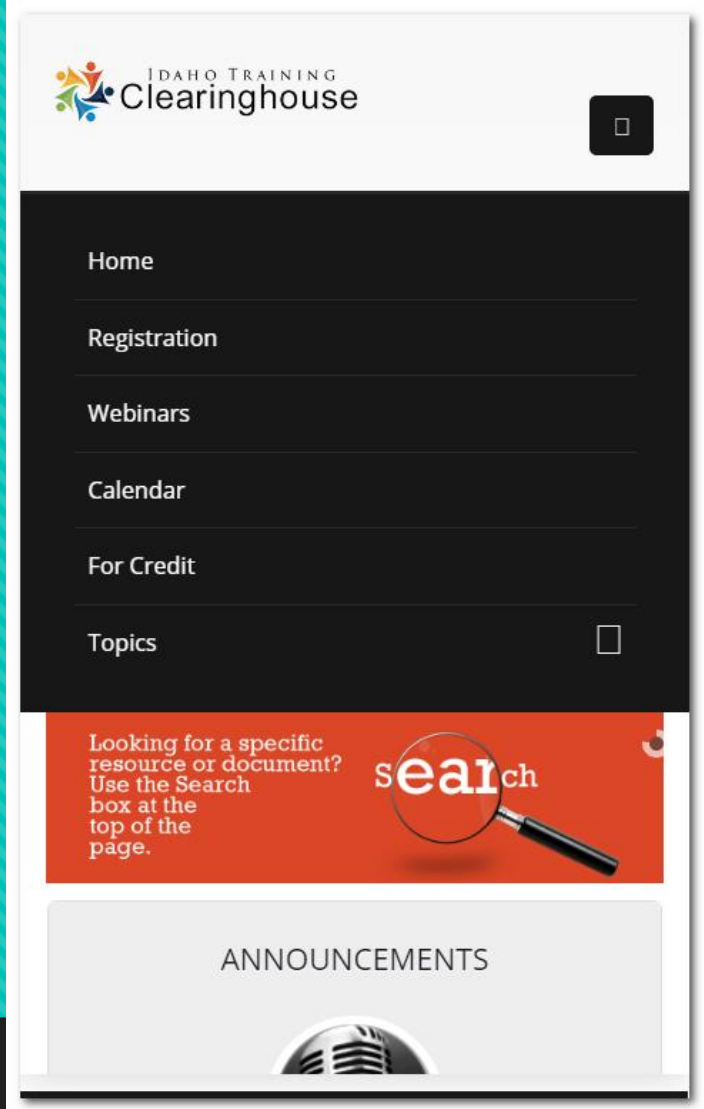 IDAHO TRAINING
Clearinghouse
Home
Registration
Webinars
Calendar
For Credit
Topics
Looking for a specific
resource or document?
Use the Search
box at the
top of the
page.
search
ANNOUNCEMENTS